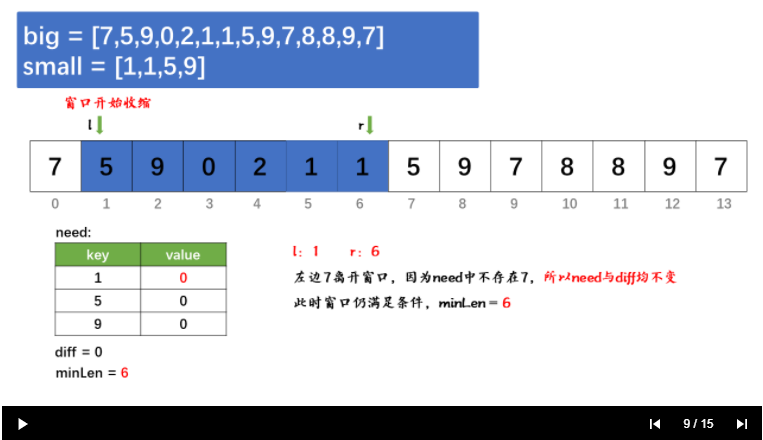 big = [7,5,9,0,2,1,1,5,9,7,8,8,9,7]
small = [1,1,5,9]
窗口开始收缩
l r
7 5 9 0 2 1 1 5 9 7 8 8 9 7
0 1 2 3 4 5 6 7 8 9 10 11 12 13
need:
key value
1 0
5 0
9 0
diff = 0
minLen = 6
l: 1 r: 6
左边7离开窗口，因为need中不存在7，所以need与diff均不变
此时窗口仍满足条件，minLen = 6
9 / 15